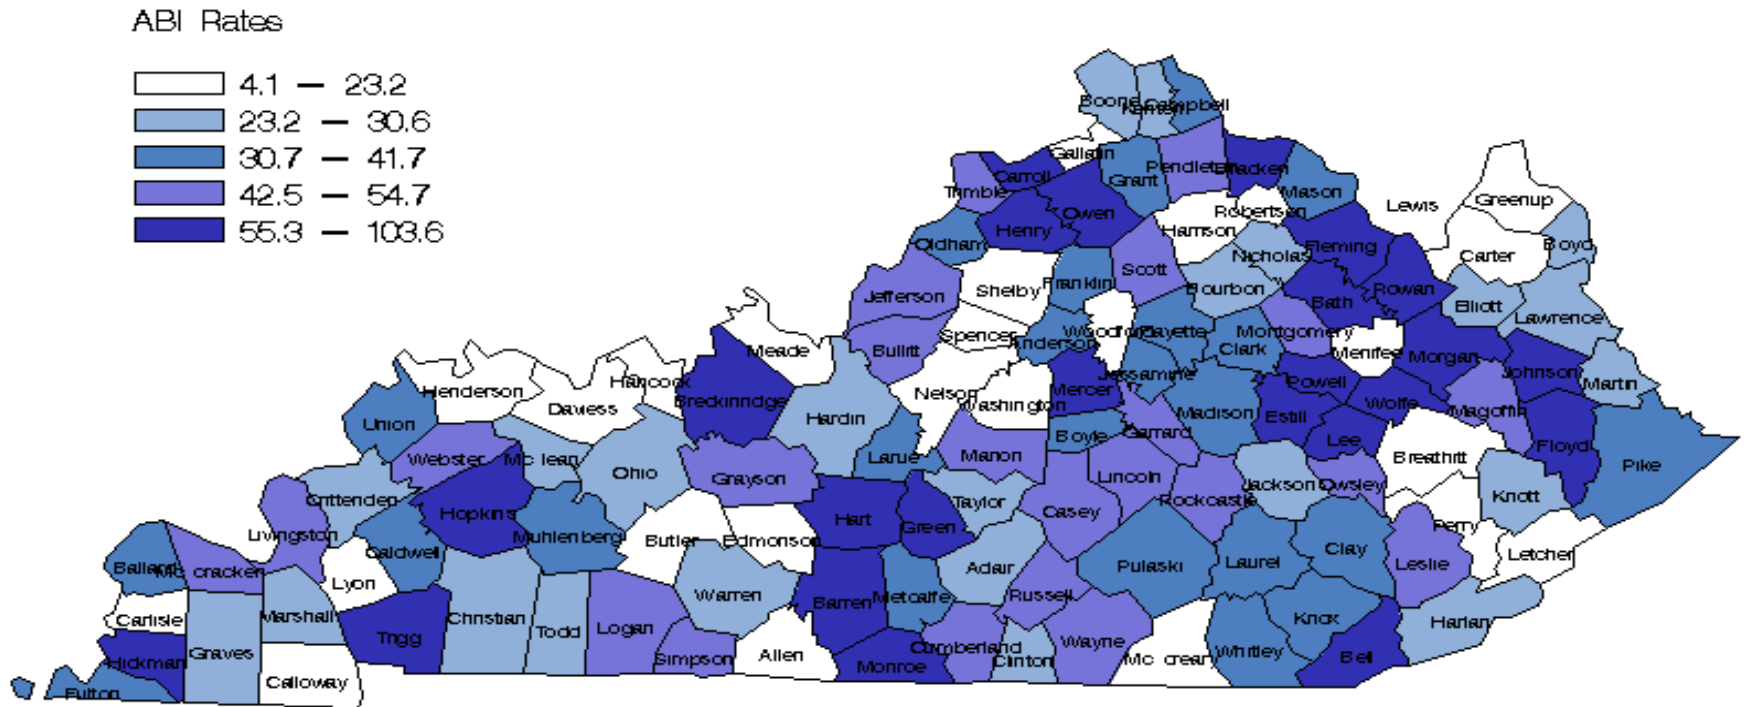 ABI Rates
4.1 — 23.2
23.2 — 30.6
30.7 — 41.7
42.5 — 54.7
55.3 — 103.6
Boone
Kenton
Campbell
Gallatin
Carroll
Trimble
Grant
Pendleton
Bracken
Mason
Robertson
Lewis
Greenup
Owen
Henry
Harrison
Oldham
Fleming
Boyd
Carter
Nicholas
Scott
Franklin
Shelby
Jefferson
Bourbon
Bath
Rowan
Elliott
Lawrence
Spencer
Anderson
Woodford
Fayette
Montgomery
Clark
Menifee
Morgan
Bullitt
Meade
Johnson
Martin
Jessamine
Powell
Henderson
Hancock
Daviess
Breckinridge
Nelson
Washington
Mercer
Wolfe
Magoffin
Hardin
Madison
Estill
Union
Boyle
Garrard
Lee
Floyd
Pike
Larue
Marion
Breathitt
Webster
Mc lean
Ohio
Grayson
Lincoln
Jackson
Owsley
Knott
Crittenden
Rockcastle
Taylor
Casey
Hopkins
Hart
Green
Perry
Livingston
Muhlenberg
Butler
Edmonson
Caldwell
Clay
Letcher
Laurel
Leslie
Pulaski
Adair
Ballard
Mc cracken
Lyon
Warren
Barren
Metcalfe
Russell
Carlisle
Marshall
Christian
Todd
Logan
Trigg
Knox
Harlan
Wayne
Cumberland
Clinton
Mc creary
Whitley
Bell
Hickman
Graves
Simpson
Allen
Monroe
Calloway
Fulton